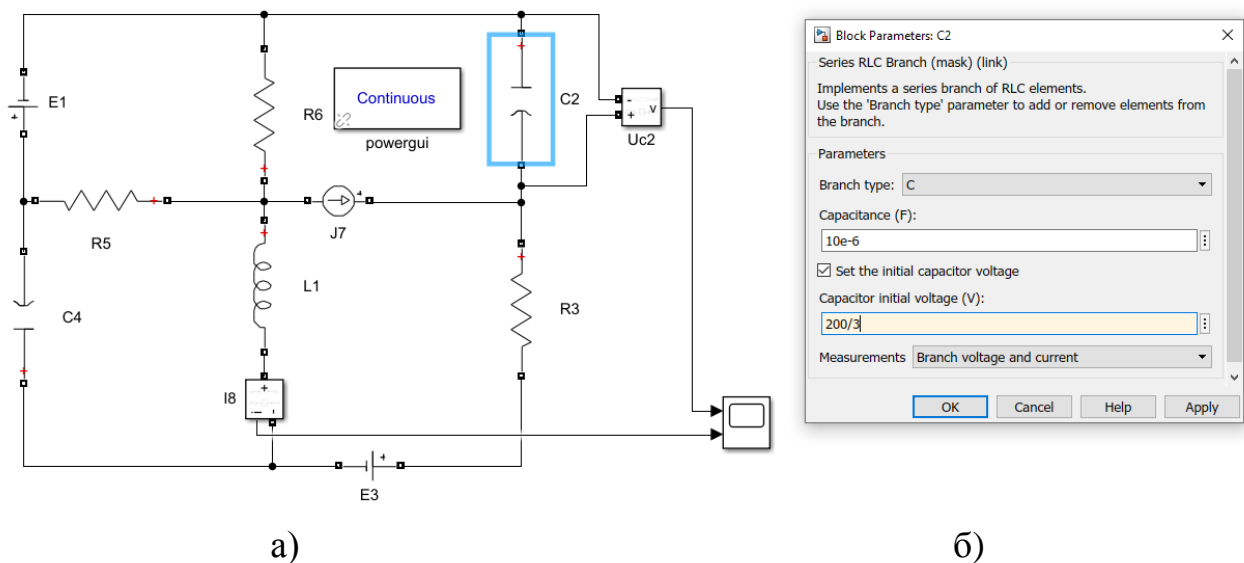 E1
R6
Continuous
powergui
C2
-
+
v
Uc2
R5
J7
L1
C4
R3
I8
E3
а)
Block Parameters: C2
Series RLC Branch (mask) (link)
Implements a series branch of RLC elements.
Use the 'Branch type' parameter to add or remove elements from
the branch.
Parameters
Branch type: C
Capacitance (F):
10e-6
Set the initial capacitor voltage
Capacitor initial voltage (V):
200/3
Measurements Branch voltage and current
OK Cancel Help Apply
б)